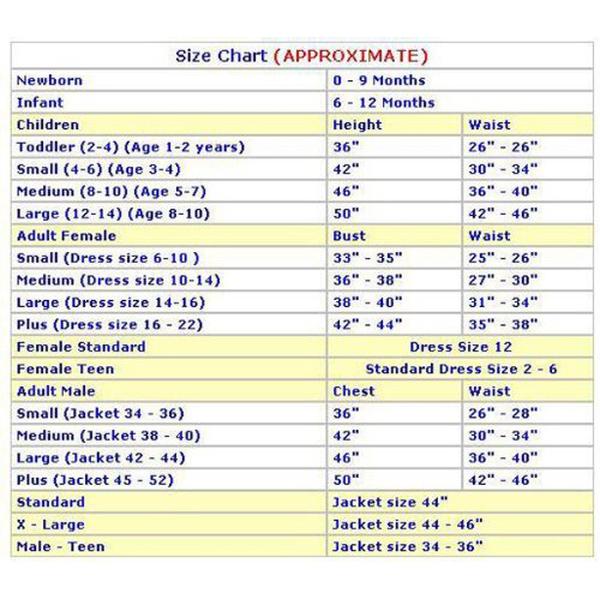 Size Chart (APPROXIMATE)
Newborn 0 - 9 Months
Infant 6 - 12 Months
Children Height Waist
Toddler (2-4) (Age 1-2 years) 36" 26" - 26"
Small (4-6) (Age 3-4) 42" 30" - 34"
Medium (8-10) (Age 5-7) 46" 36" - 40"
Large (12-14) (Age 8-10) 50" 42" - 46"
Adult Female Bust Waist
Small (Dress size 6-10 ) 33" - 35" 25" - 26"
Medium (Dress size 10-14) 36" - 38" 27" - 30"
Large (Dress size 14-16) 38" - 40" 31" - 34"
Plus (Dress size 16 - 22) 42" - 44" 35" - 38"
Female Standard Dress Size 12
Female Teen Standard Dress Size 2 - 6
Adult Male Chest Waist
Small (Jacket 34 - 36) 36" 26" - 28"
Medium (Jacket 38 - 40) 42" 30" - 34"
Large (Jacket 42 - 44) 46" 36" - 40"
Plus (Jacket 45 - 52) 50" 42" - 46"
Standard Jacket size 44"
X - Large Jacket size 44 - 46"
Male - Teen Jacket size 34 - 36"